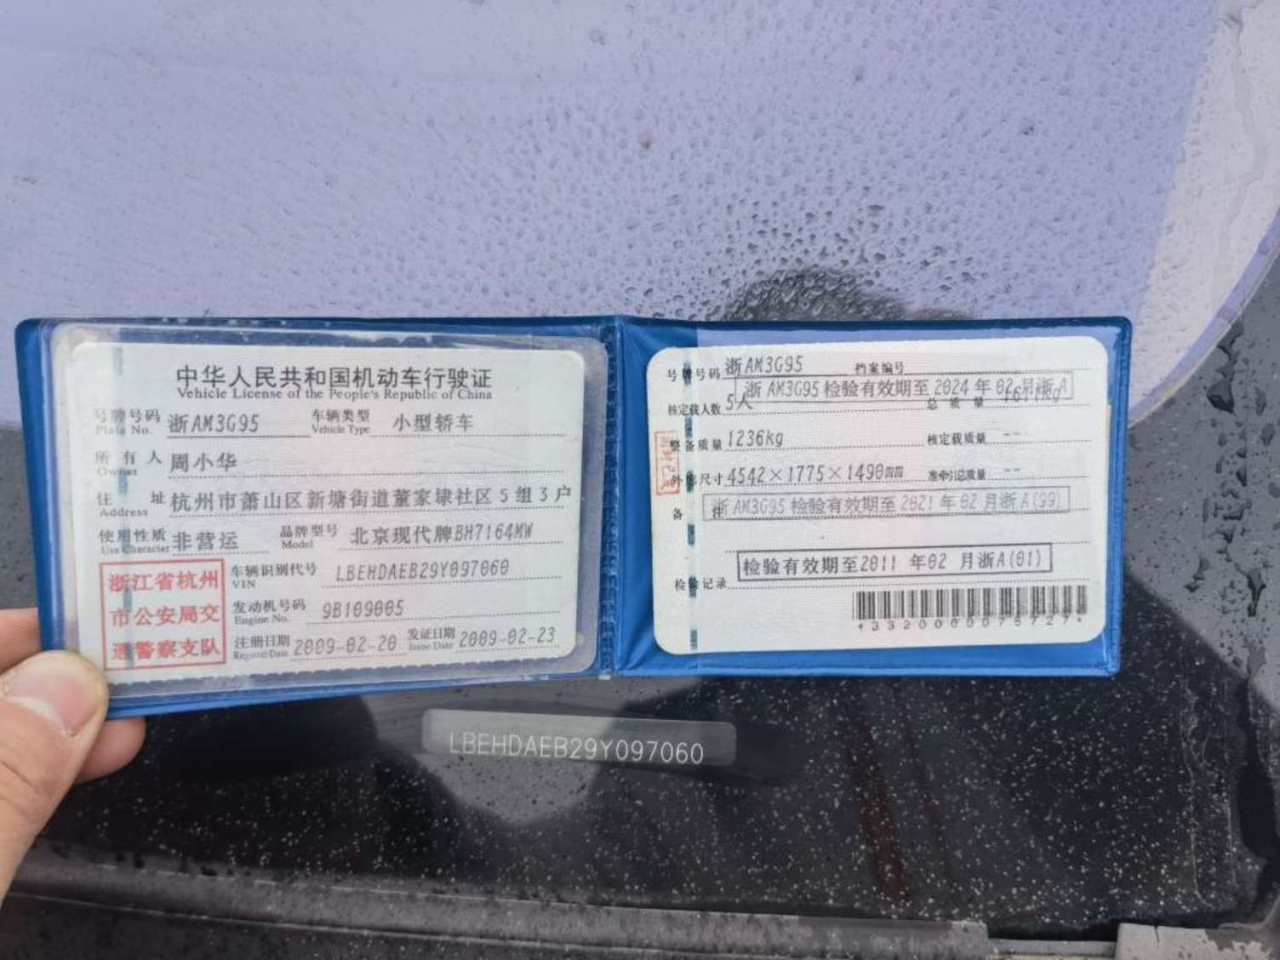 中华人民共和国机动车行驶证
Vehicle License of the People's Republic of China
号牌号码 浙AM3G95 车辆类型 小型轿车
Plate No. Vehicle Type
所有人 周小华
Owner
住址 杭州市萧山区新塘街道董家埭社区5组3户
Address
使用性质 非营运 品牌型号 北京现代牌BH7164MW
Use Character Model
浙江省杭州
市公安局交
通警察支队
车辆识别代号 LBEHDAEB29Y097060
VIN
发动机号码 9B109005
Engine No.
注册日期 2009-02-20 发证日期 2009-02-23
Register Date Issue Date
号牌号码 浙AM3G95 档案编号
浙AM3G95检验有效期至2024年02月浙A
核定载人数 5人 总质量
整备质量 1236kg 核定载质量 --
外廓尺寸 4542×1775×1490mm 准牵引总质量 --
备注 浙AM3G95检验有效期至2021年02月浙A(99)
检验有效期至2011年02月浙A(01)
检验记录
LBEHDAEB29Y097060